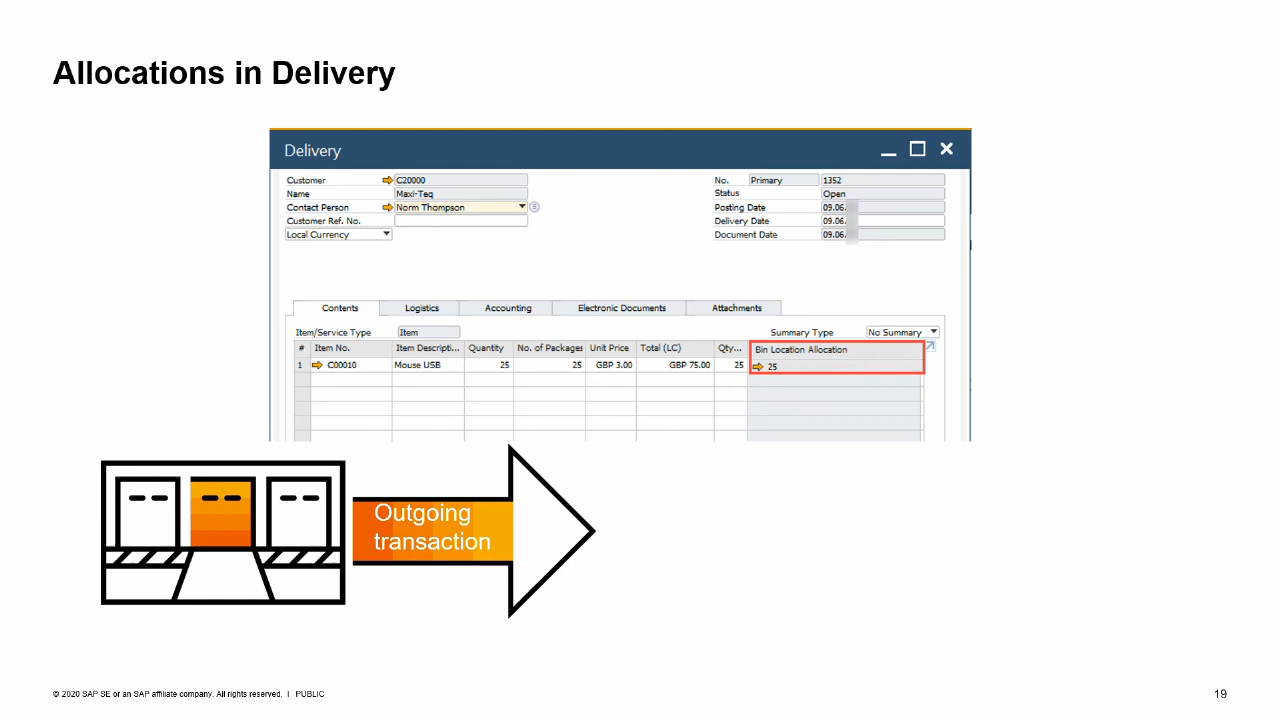 Allocations in Delivery
Delivery
Customer C20000 No. Primary 1352
Name Maxi-Teq Status Open
Contact Person Norm Thompson Posting Date 09.06.
Customer Ref. No. Delivery Date 09.06.
Local Currency Document Date 09.06.
Contents Logistics Accounting Electronic Documents Attachments
Item/Service Type Item Summary Type No Summary
# Item No. Item Descripti... Quantity No. of Packages Unit Price Total (LC) Qty... Bin Location Allocation
1 C00010 Mouse USB 25 25 GBP 3.00 GBP 75.00 25 25
Outgoing
transaction
© 2020 SAP SE or an SAP affiliate company. All rights reserved. I PUBLIC 19